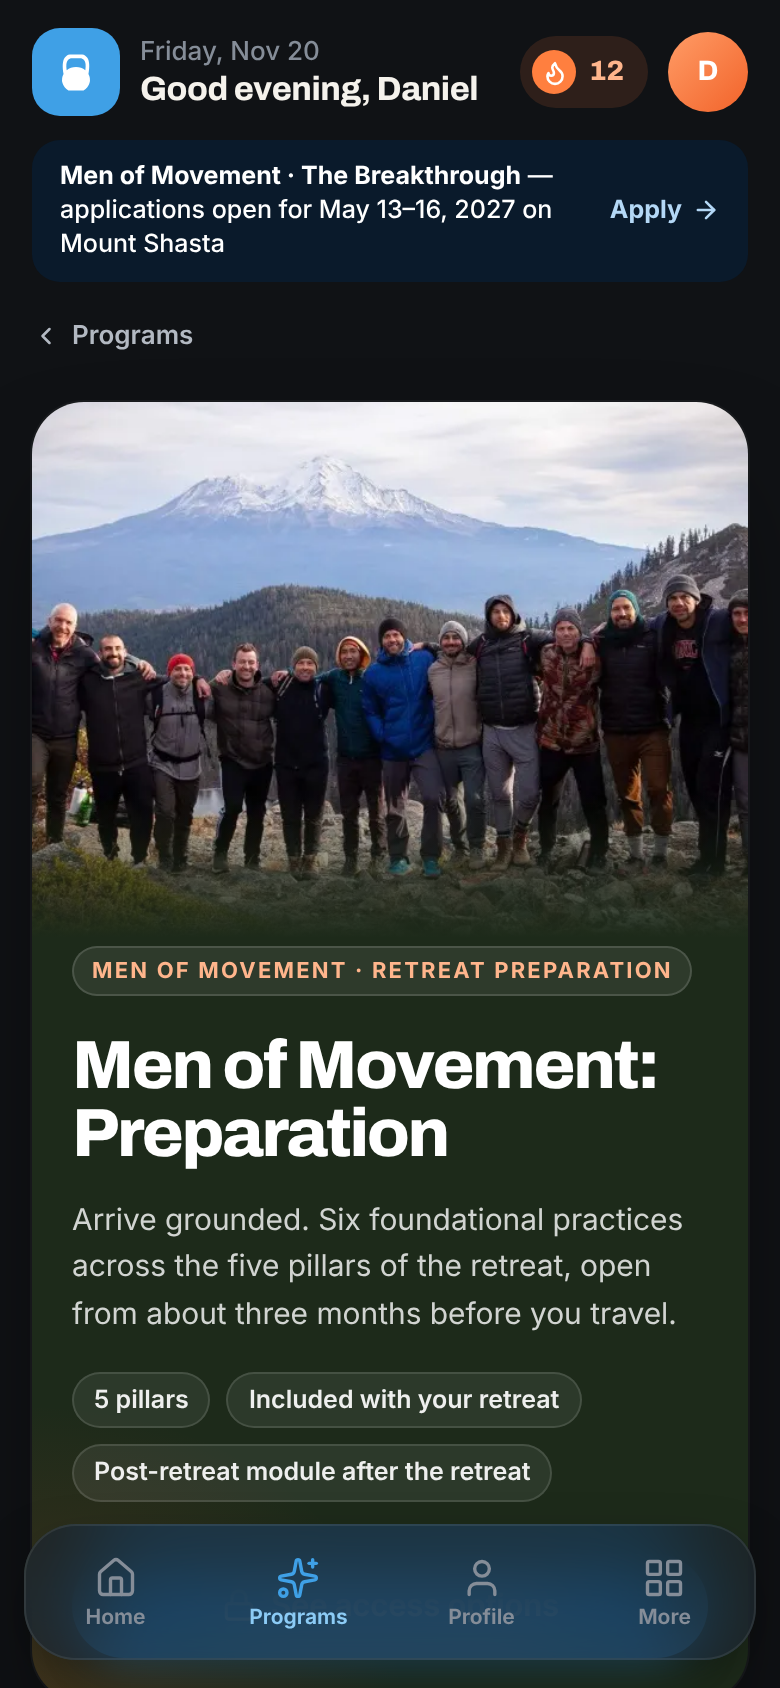 Friday, Nov 20
Good evening, Daniel
12
D
Men of Movement · The Breakthrough —
applications open for May 13–16, 2027 on
Mount Shasta
Apply
Programs
MEN OF MOVEMENT · RETREAT PREPARATION
Men of Movement:
Preparation
Arrive grounded. Six foundational practices
across the five pillars of the retreat, open
from about three months before you travel.
5 pillars
Included with your retreat
Post-retreat module after the retreat
Home
Programs
Profile
More